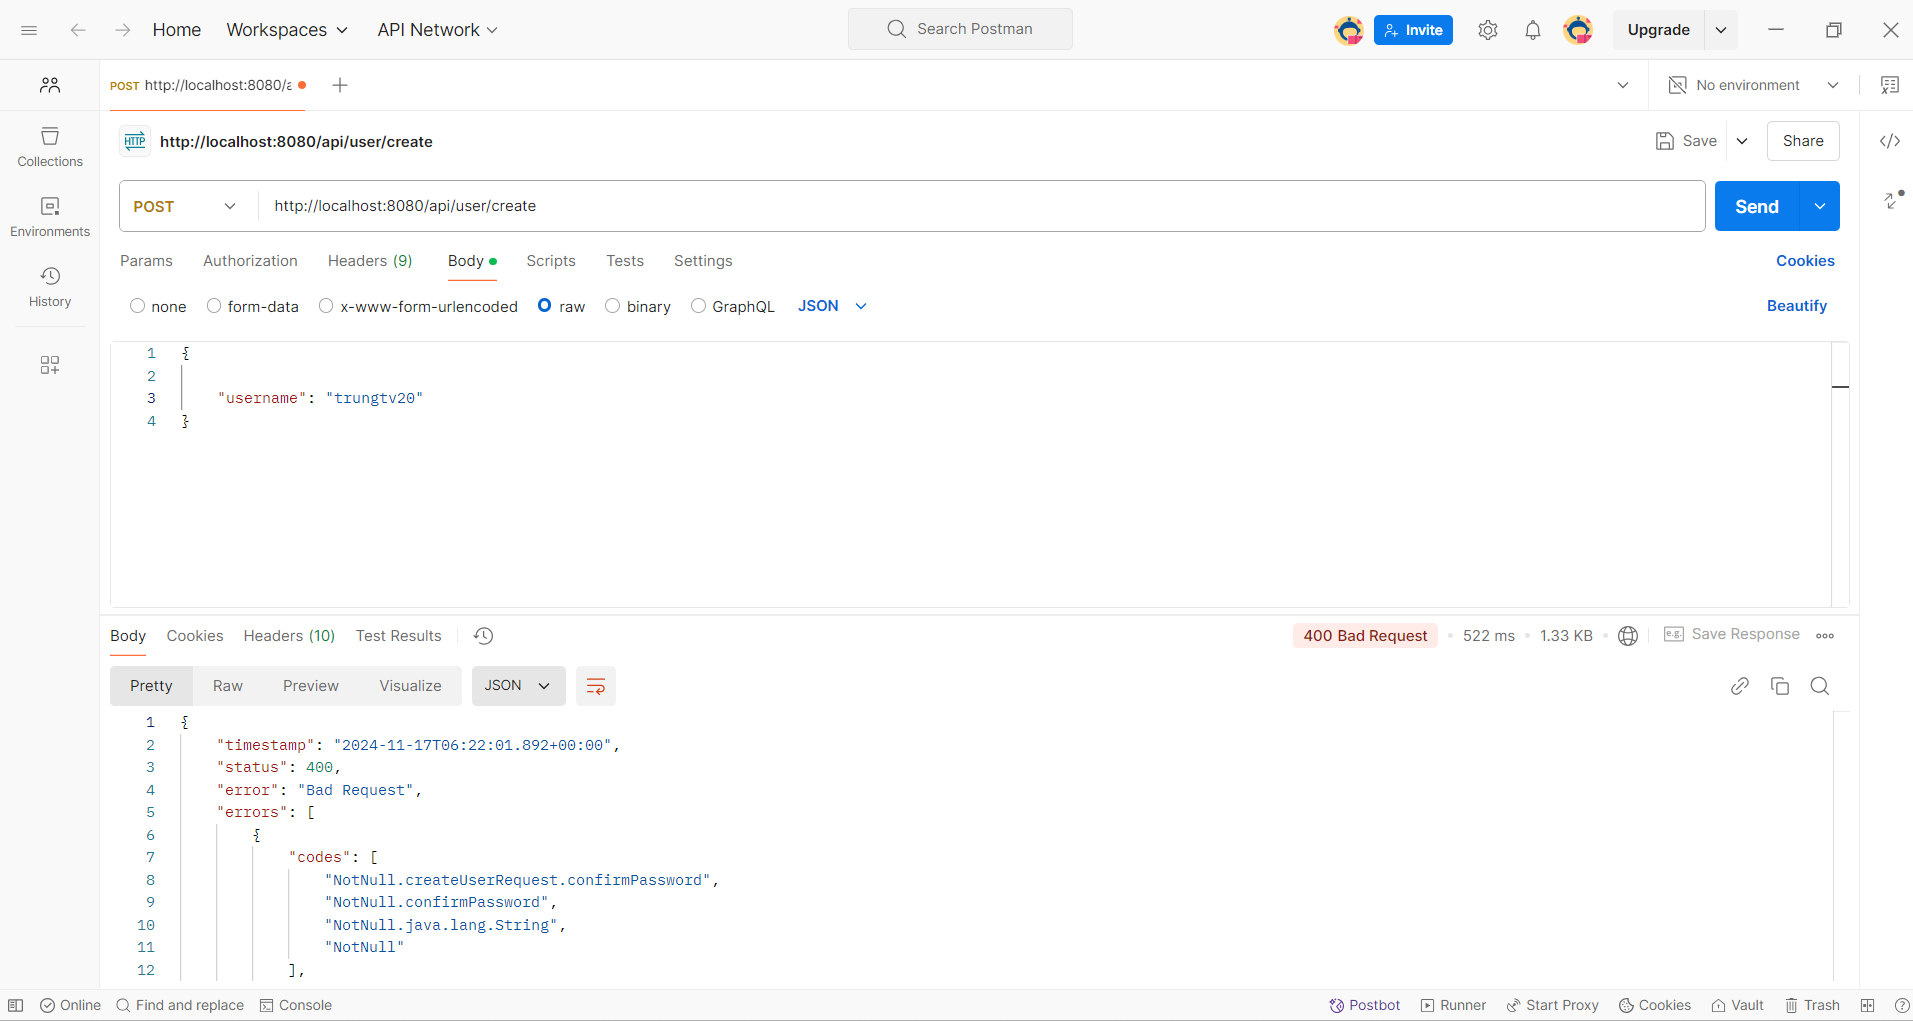 Home Workspaces API Network Search Postman Invite Upgrade
POST http://localhost:8080/a No environment
HTTP http://localhost:8080/api/user/create Save Share
Collections
POST http://localhost:8080/api/user/create Send
Environments
Params Authorization Headers (9) Body Scripts Tests Settings Cookies
History
none form-data x-www-form-urlencoded raw binary GraphQL JSON Beautify
1 {
2
3 "username": "trungtv20"
4 }
Body Cookies Headers (10) Test Results 400 Bad Request 522 ms 1.33 KB e.g. Save Response
Pretty Raw Preview Visualize JSON
1 {
2 "timestamp": "2024-11-17T06:22:01.892+00:00",
3 "status": 400,
4 "error": "Bad Request",
5 "errors": [
6 {
7 "codes": [
8 "NotNull.createUserRequest.confirmPassword",
9 "NotNull.confirmPassword",
10 "NotNull.java.lang.String",
11 "NotNull"
12 ],
Online Find and replace Console Postbot Runner Start Proxy Cookies Vault Trash